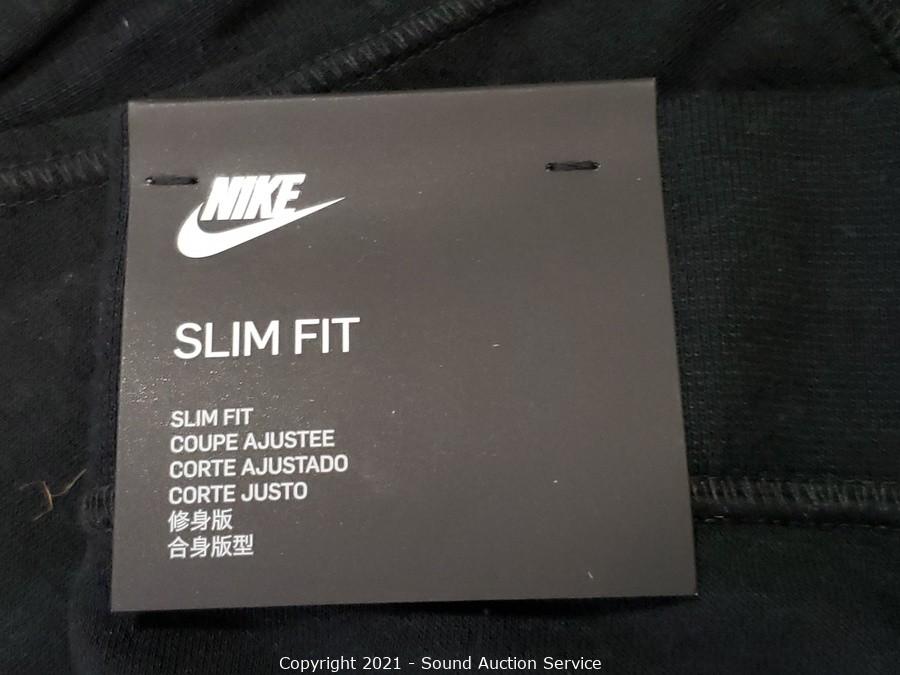 NIKE
SLIM FIT
SLIM FIT
COUPE AJUSTEE
CORTE AJUSTADO
CORTE JUSTO
修身版
合身版型
Copyright 2021 - Sound Auction Service